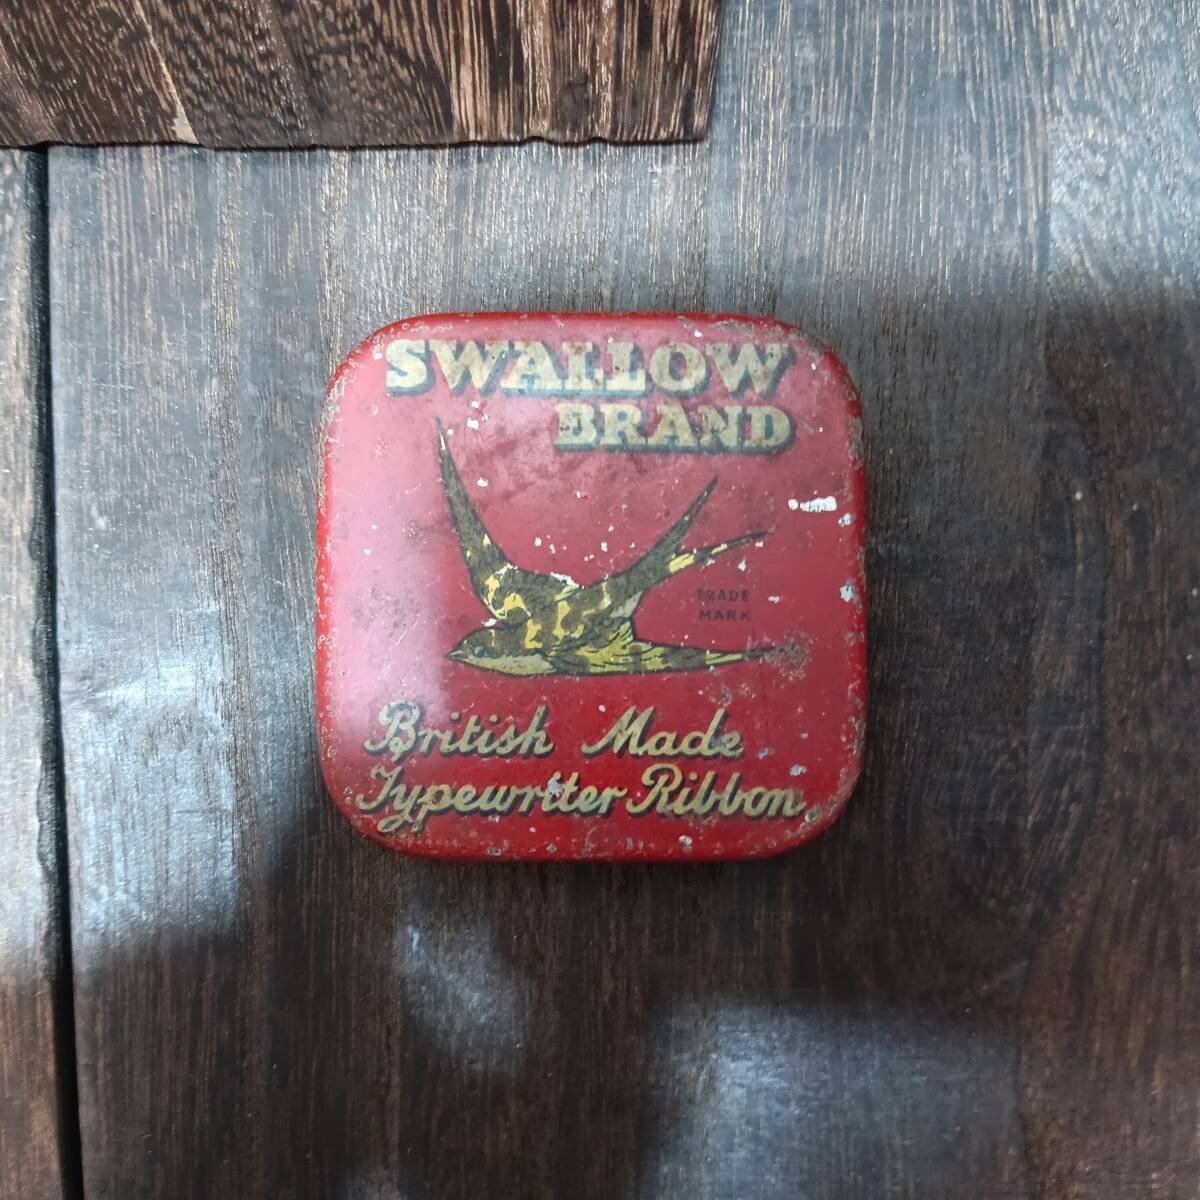 SWALLOW
BRAND
TRADE
MARK
British Made
Typewriter Ribbon